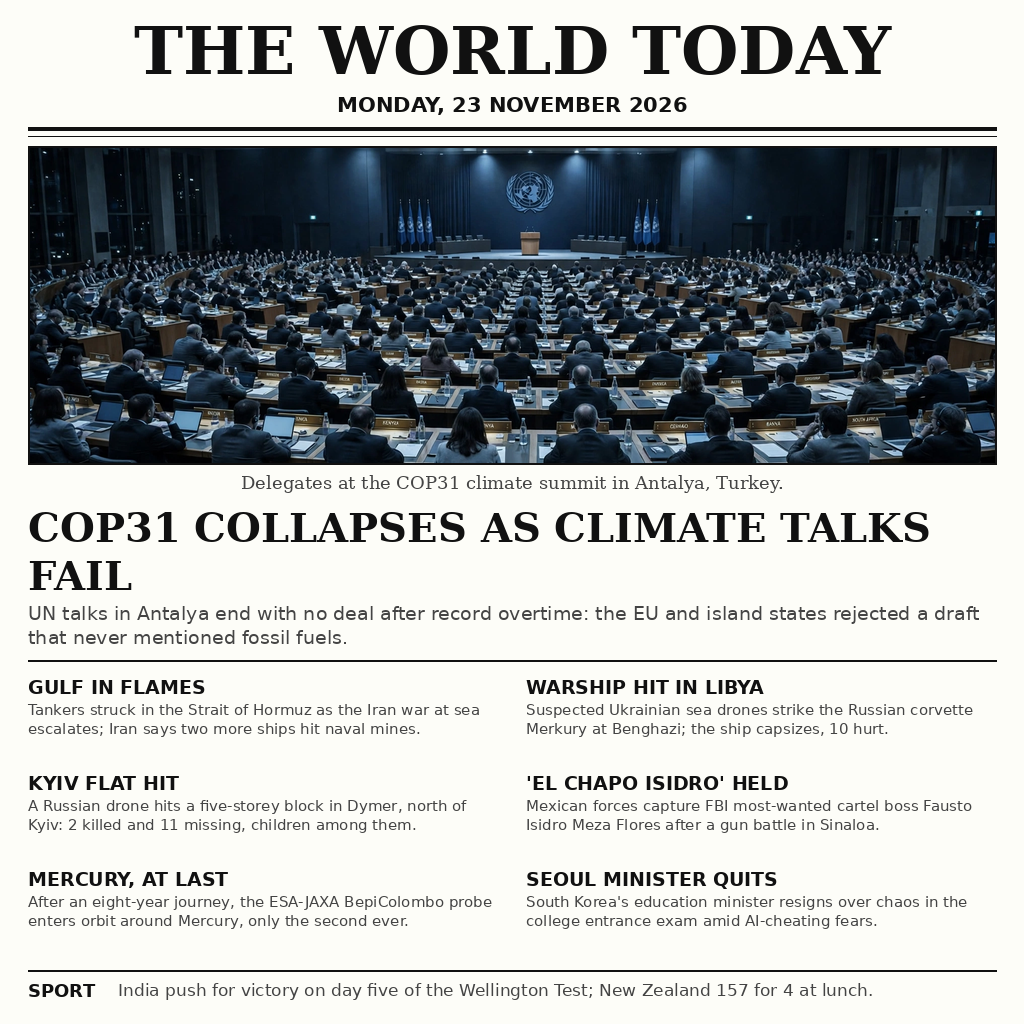 THE WORLD TODAY
MONDAY, 23 NOVEMBER 2026
KENYA
SOUTH AFRICA
Delegates at the COP31 climate summit in Antalya, Turkey.
COP31 COLLAPSES AS CLIMATE TALKS
FAIL
UN talks in Antalya end with no deal after record overtime: the EU and island states rejected a draft
that never mentioned fossil fuels.
GULF IN FLAMES
Tankers struck in the Strait of Hormuz as the Iran war at sea
escalates; Iran says two more ships hit naval mines.
WARSHIP HIT IN LIBYA
Suspected Ukrainian sea drones strike the Russian corvette
Merkury at Benghazi; the ship capsizes, 10 hurt.
KYIV FLAT HIT
A Russian drone hits a five-storey block in Dymer, north of
Kyiv: 2 killed and 11 missing, children among them.
'EL CHAPO ISIDRO' HELD
Mexican forces capture FBI most-wanted cartel boss Fausto
Isidro Meza Flores after a gun battle in Sinaloa.
MERCURY, AT LAST
After an eight-year journey, the ESA-JAXA BepiColombo probe
enters orbit around Mercury, only the second ever.
SEOUL MINISTER QUITS
South Korea's education minister resigns over chaos in the
college entrance exam amid AI-cheating fears.
SPORT India push for victory on day five of the Wellington Test; New Zealand 157 for 4 at lunch.